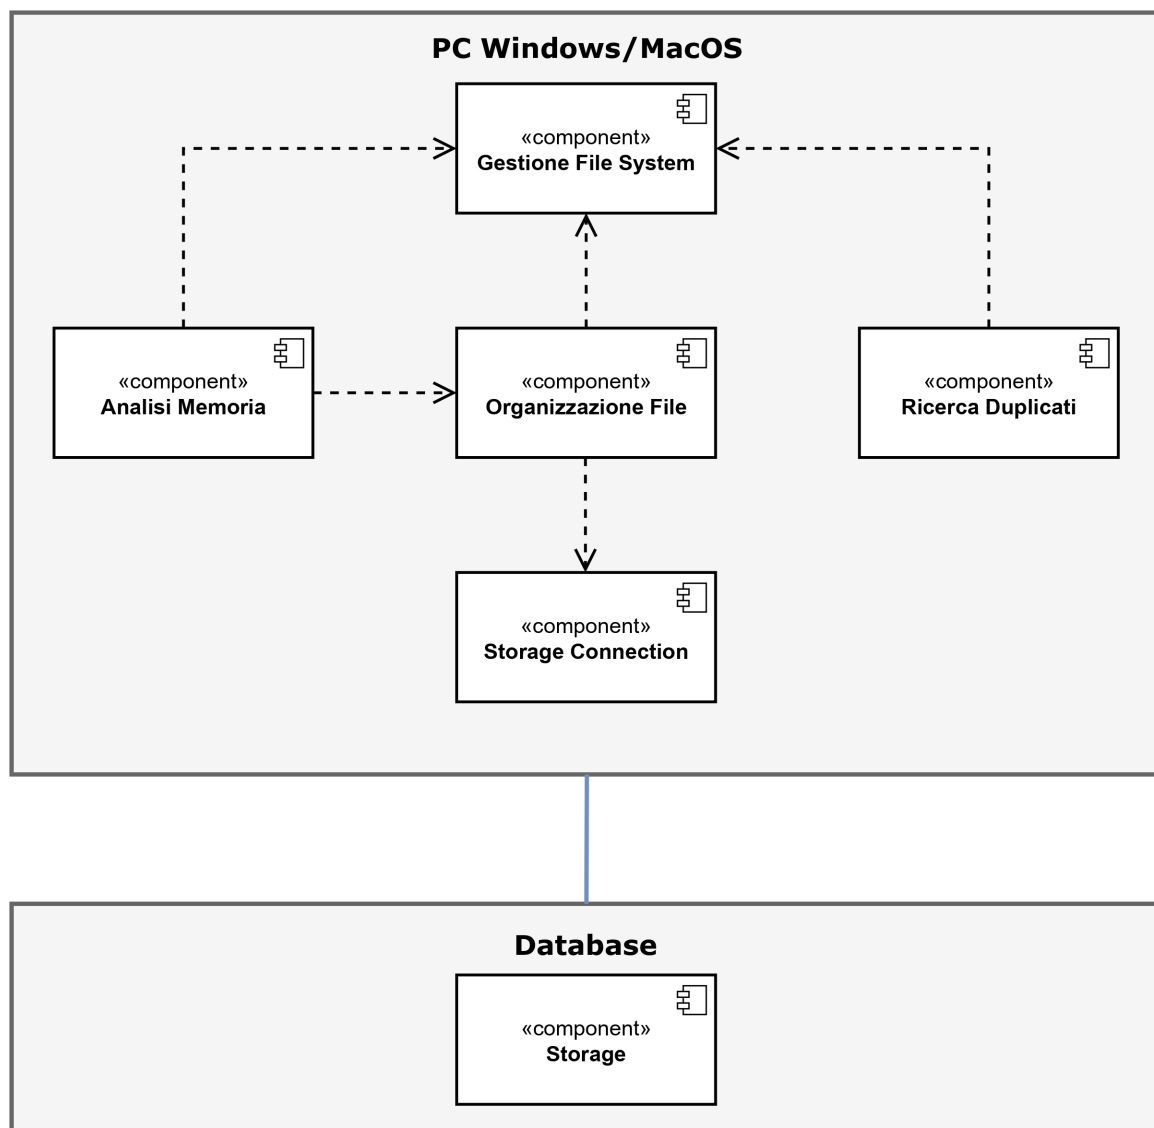 PC Windows/MacOS
«component»
Gestione File System
«component»
Analisi Memoria
«component»
Organizzazione File
«component»
Ricerca Duplicati
«component»
Storage Connection
Database
«component»
Storage